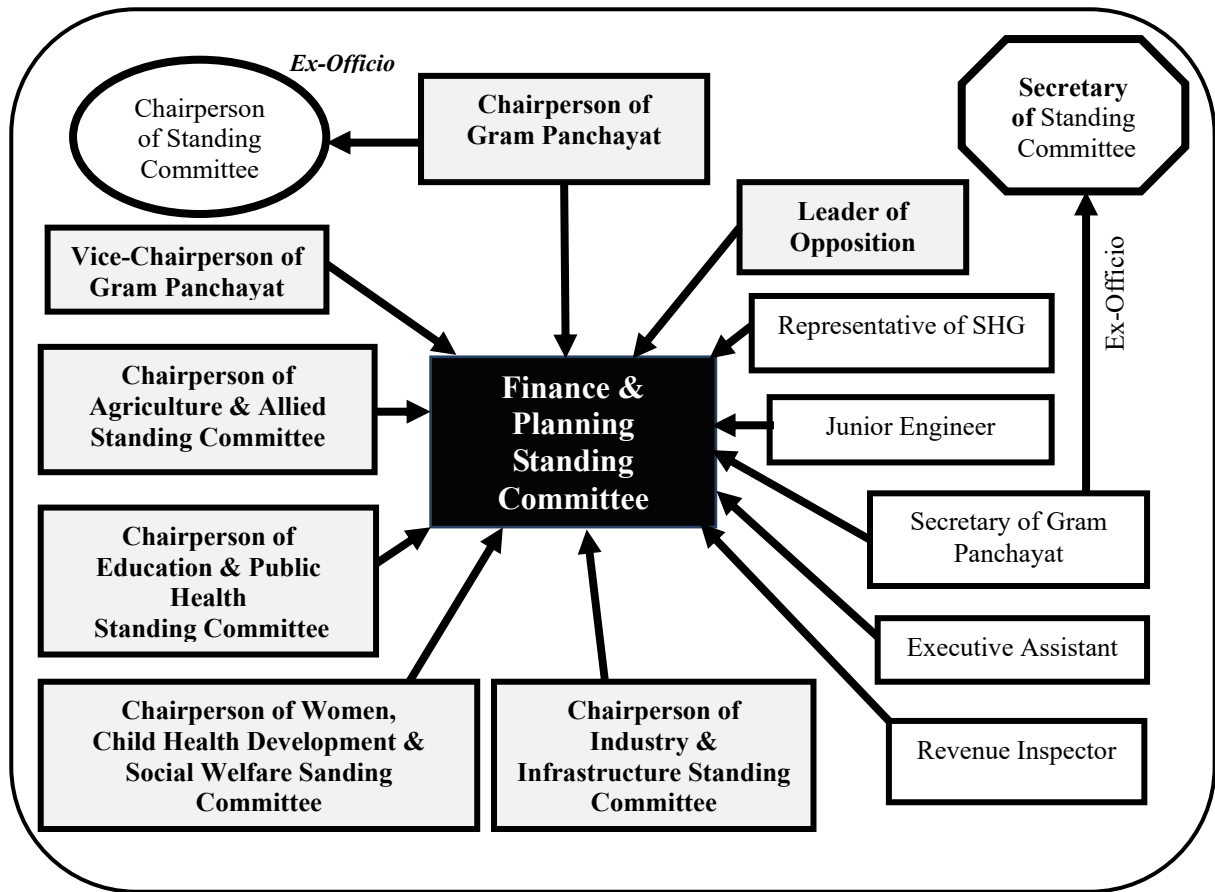 Ex-Officio
Chairperson
of Standing
Committee
Chairperson of
Gram Panchayat
Secretary
of Standing
Committee
Leader of
Opposition
Vice-Chairperson of
Gram Panchayat
Ex-Officio
Representative of SHG
Chairperson of
Agriculture & Allied
Standing Committee
Finance &
Planning
Standing
Committee
Junior Engineer
Secretary of Gram
Panchayat
Chairperson of
Education & Public
Health
Standing Committee
Executive Assistant
Chairperson of Women,
Child Health Development &
Social Welfare Sanding
Committee
Chairperson of
Industry &
Infrastructure Standing
Committee
Revenue Inspector